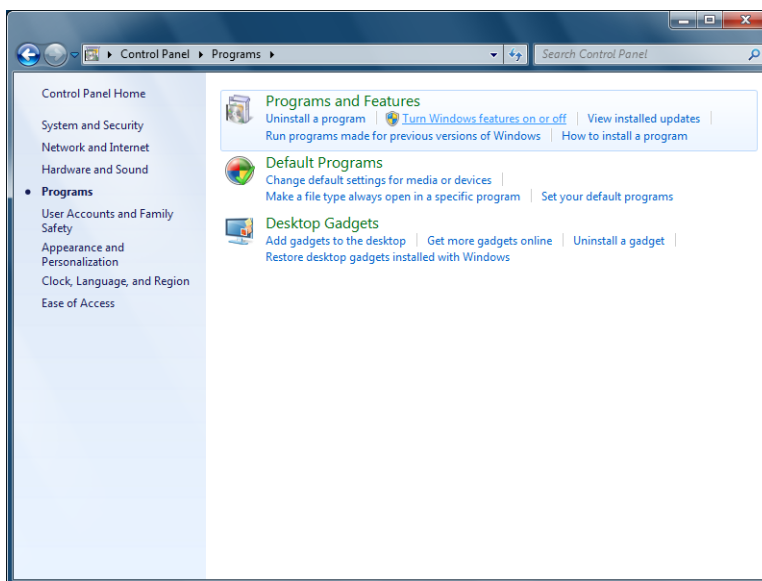 Control Panel Programs
Search Control Panel
Control Panel Home
System and Security
Network and Internet
Hardware and Sound
Programs
User Accounts and Family
Safety
Appearance and
Personalization
Clock, Language, and Region
Ease of Access
Programs and Features
Uninstall a program Turn Windows features on or off View installed updates
Run programs made for previous versions of Windows How to install a program
Default Programs
Change default settings for media or devices
Make a file type always open in a specific program Set your default programs
Desktop Gadgets
Add gadgets to the desktop Get more gadgets online Uninstall a gadget
Restore desktop gadgets installed with Windows